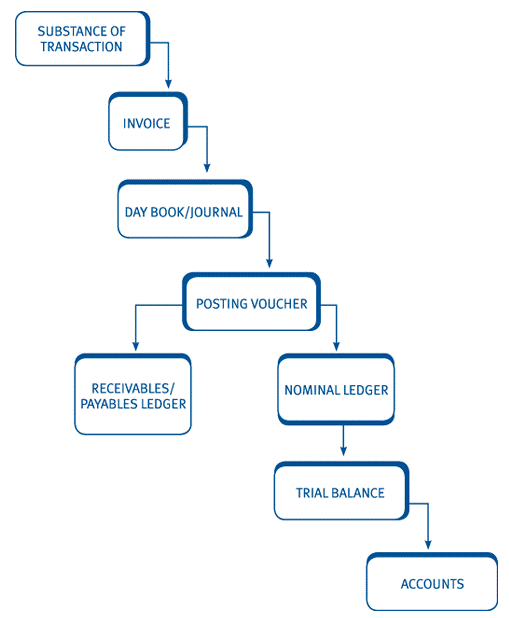 SUBSTANCE OF
TRANSACTION
INVOICE
DAY BOOK/JOURNAL
POSTING VOUCHER
RECEIVABLES/
PAYABLES LEDGER
NOMINAL LEDGER
TRIAL BALANCE
ACCOUNTS